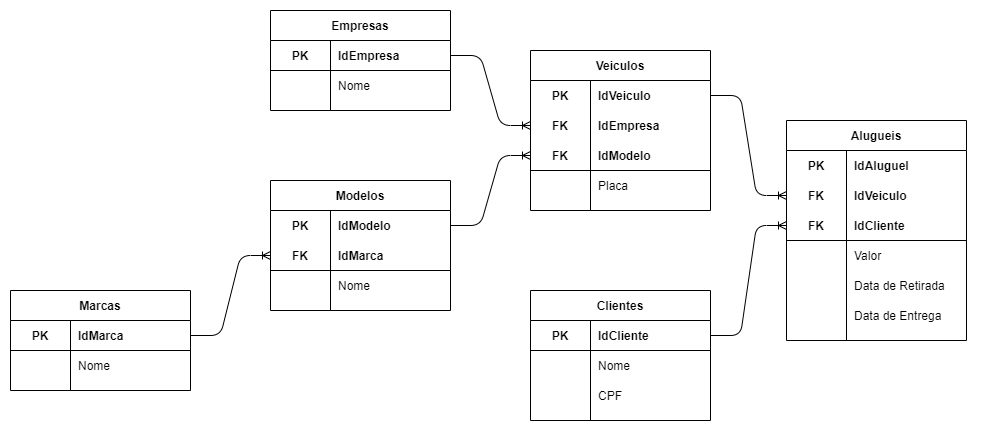 Empresas
PK IdEmpresa
Nome
Veiculos
PK IdVeiculo
FK IdEmpresa
FK IdModelo
Placa
Alugueis
PK IdAluguel
FK IdVeiculo
FK IdCliente
Valor
Data de Retirada
Data de Entrega
Modelos
PK IdModelo
FK IdMarca
Nome
Marcas
PK IdMarca
Nome
Clientes
PK IdCliente
Nome
CPF